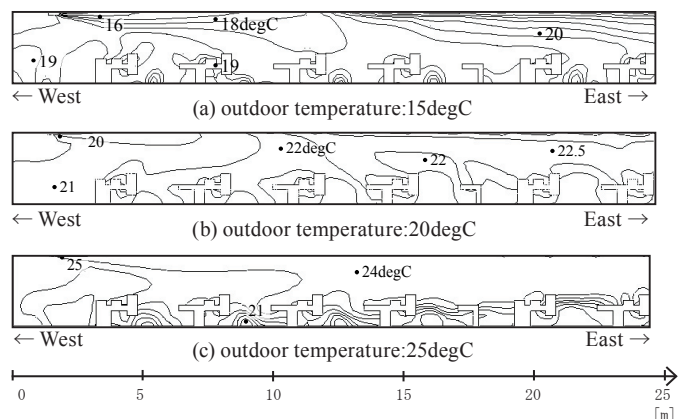 16 18degC 20
19 19
← West East →
(a) outdoor temperature:15degC
20 22degC 22 22.5
21
← West East →
(b) outdoor temperature:20degC
25 24degC
21
← West East →
(c) outdoor temperature:25degC
0 5 10 15 20 25
[m]